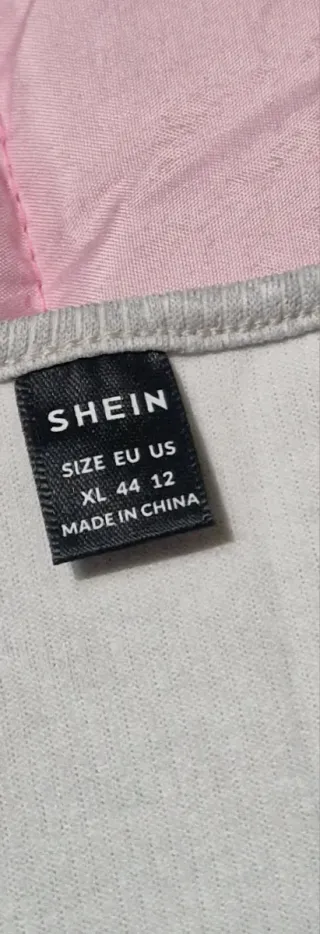 SHEIN
SIZE EU US
XL 44 12
MADE IN CHINA